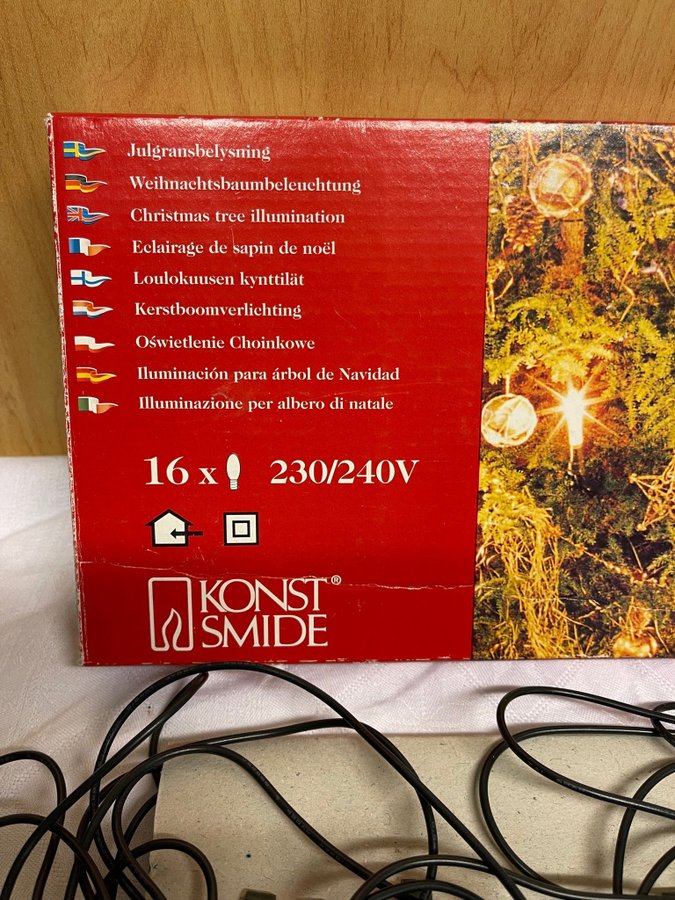 Julgransbelysning
Weihnachtsbaumbeleuchtung
Christmas tree illumination
Eclairage de sapin de noël
Loulokuusen kynttilät
Kerstboomverlichting
Oświetlenie Choinkowe
Iluminación para árbol de Navidad
Illuminazione per albero di natale
16 x 230/240V
KONST®
SMIDE